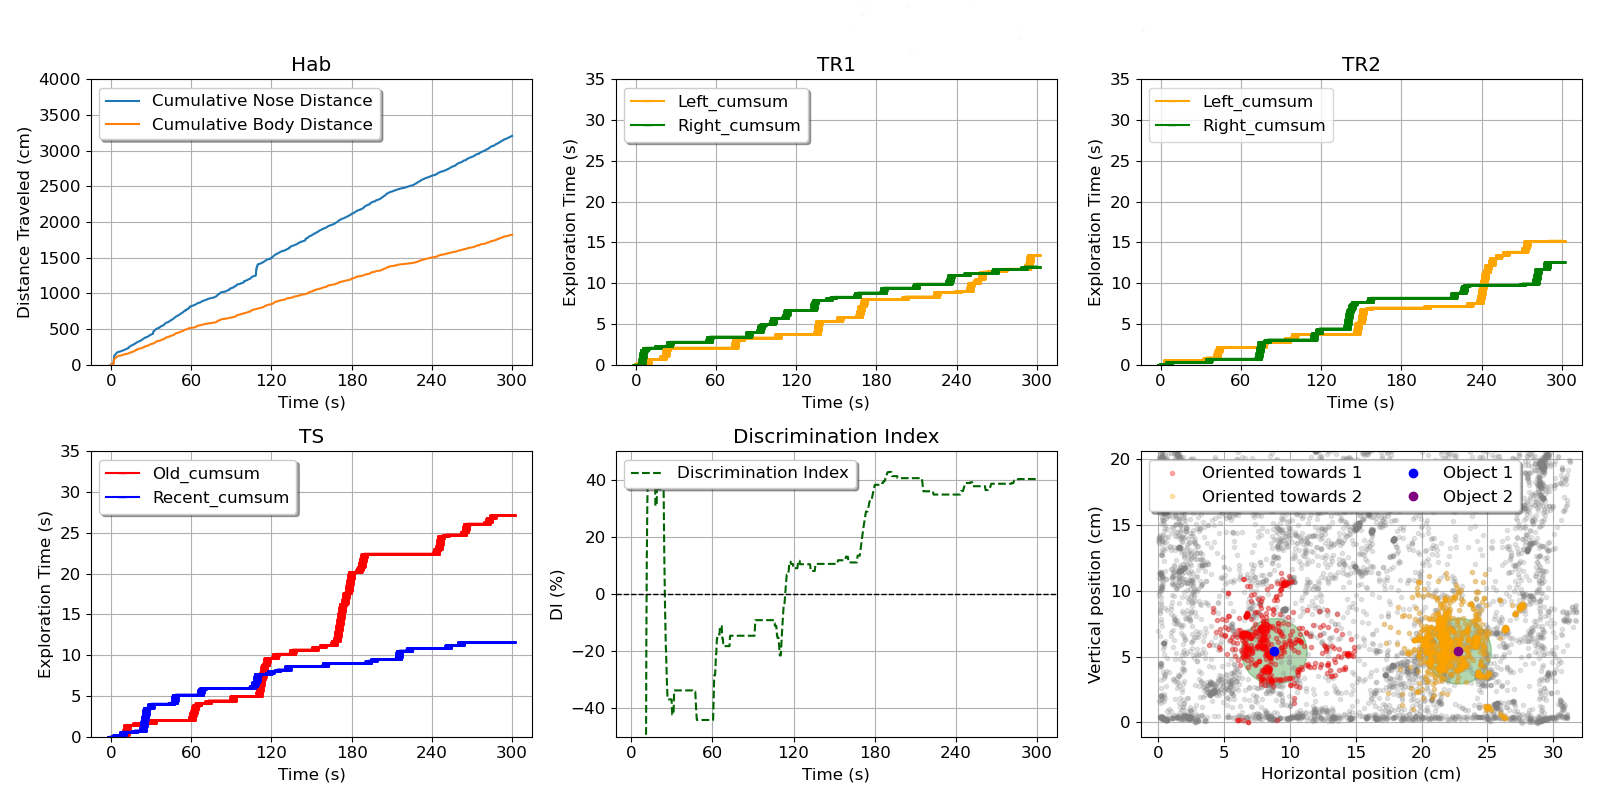 Hab
TR1
TR2
4000
3500
3000
2500
2000
1500
1000
500
0
Distance Traveled (cm)
Cumulative Nose Distance
Cumulative Body Distance
0 60 120 180 240 300
Time (s)
35
30
25
20
15
10
5
0
Exploration Time (s)
Left_cumsum
Right_cumsum
0 60 120 180 240 300
Time (s)
35
30
25
20
15
10
5
0
Exploration Time (s)
Left_cumsum
Right_cumsum
0 60 120 180 240 300
Time (s)
TS
Discrimination Index
35
30
25
20
15
10
5
0
Exploration Time (s)
Old_cumsum
Recent_cumsum
0 60 120 180 240 300
Time (s)
40
20
0
−20
−40
DI (%)
Discrimination Index
0 60 120 180 240 300
Time (s)
20
15
10
5
0
Vertical position (cm)
Oriented towards 1 Object 1
Oriented towards 2 Object 2
0 5 10 15 20 25 30
Horizontal position (cm)